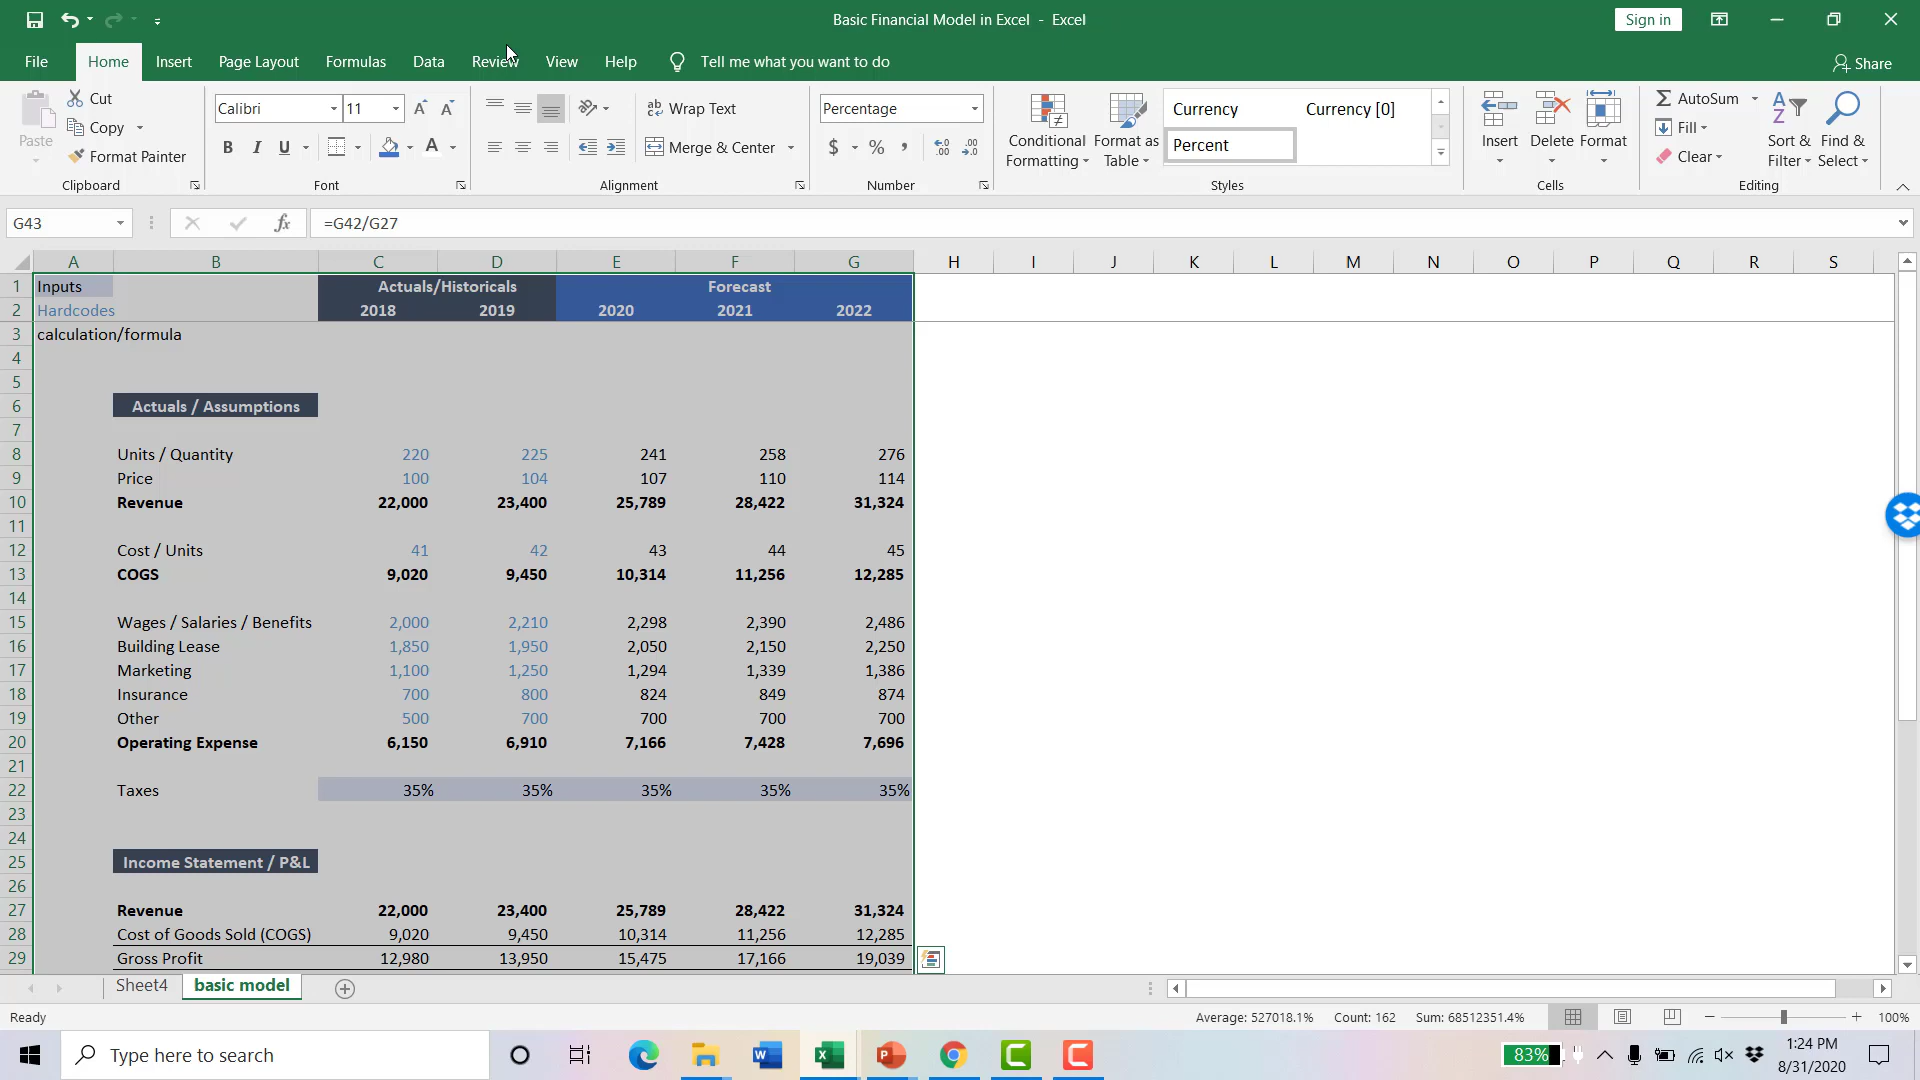 Basic Financial Model in Excel - Excel
Sign in
File Home Insert Page Layout Formulas Data Review View Help Tell me what you want to do
Share
Paste
Cut
Copy
Format Painter
Clipboard
Calibri 11
B I U
Font
Wrap Text
Merge & Center
Alignment
Percentage
$ % ,
Number
Conditional Formatting
Format as Table
Currency Currency [0]
Percent
Styles
Insert Delete Format
Cells
AutoSum
Fill
Clear
Sort & Filter
Find & Select
Editing
G43 fx =G42/G27
A B C D E F G H I J K L M N O P Q R S
1 Inputs Actuals/Historicals Forecast
2 Hardcodes 2018 2019 2020 2021 2022
3 calculation/formula
4
5
6 Actuals / Assumptions
7
8 Units / Quantity 220 225 241 258 276
9 Price 100 104 107 110 114
10 Revenue 22,000 23,400 25,789 28,422 31,324
11
12 Cost / Units 41 42 43 44 45
13 COGS 9,020 9,450 10,314 11,256 12,285
14
15 Wages / Salaries / Benefits 2,000 2,210 2,298 2,390 2,486
16 Building Lease 1,850 1,950 2,050 2,150 2,250
17 Marketing 1,100 1,250 1,294 1,339 1,386
18 Insurance 700 800 824 849 874
19 Other 500 700 700 700 700
20 Operating Expense 6,150 6,910 7,166 7,428 7,696
21
22 Taxes 35% 35% 35% 35% 35%
23
24
25 Income Statement / P&L
26
27 Revenue 22,000 23,400 25,789 28,422 31,324
28 Cost of Goods Sold (COGS) 9,020 9,450 10,314 11,256 12,285
29 Gross Profit 12,980 13,950 15,475 17,166 19,039
Sheet4 basic model
Ready Average: 527018.1% Count: 162 Sum: 68512351.4% 100%
Type here to search
83%
1:24 PM
8/31/2020